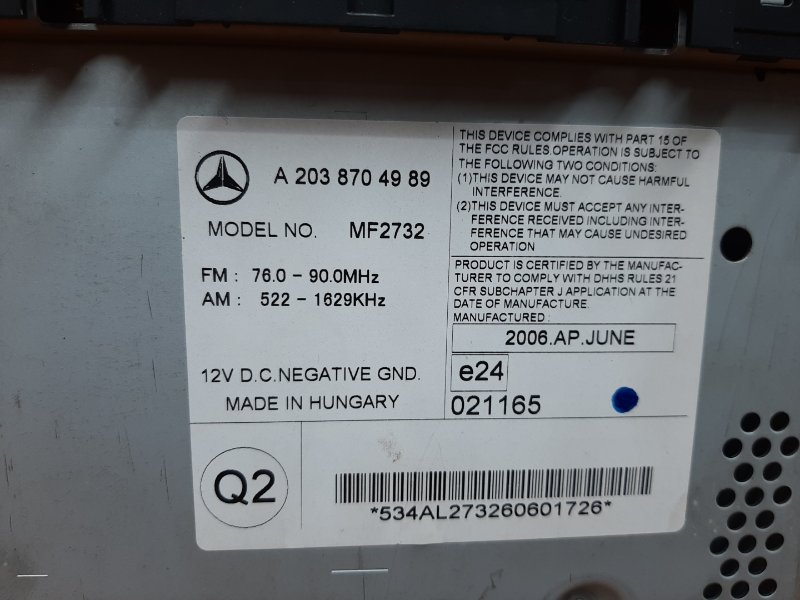 A 203 870 49 89
MODEL NO. MF2732
FM : 76.0 - 90.0MHz
AM : 522 - 1629KHz
12V D.C.NEGATIVE GND.
MADE IN HUNGARY
THIS DEVICE COMPLIES WITH PART 15 OF
THE FCC RULES.OPERATION IS SUBJECT TO
THE FOLLOWING TWO CONDITIONS:
(1)THIS DEVICE MAY NOT CAUSE HARMFUL
INTERFERENCE.
(2)THIS DEVICE MUST ACCEPT ANY INTER-
FERENCE RECEIVED INCLUDING INTER-
FERENCE THAT MAY CAUSE UNDESIRED
OPERATION
PRODUCT IS CERTIFIED BY THE MANUFAC-
TURER TO COMPLY WITH DHHS RULES 21
CFR SUBCHAPTER J APPLICATION AT THE
DATE OF MANUFACTURE.
MANUFACTURED :
2006.AP.JUNE
e24
021165
Q2
*534AL273260601726*